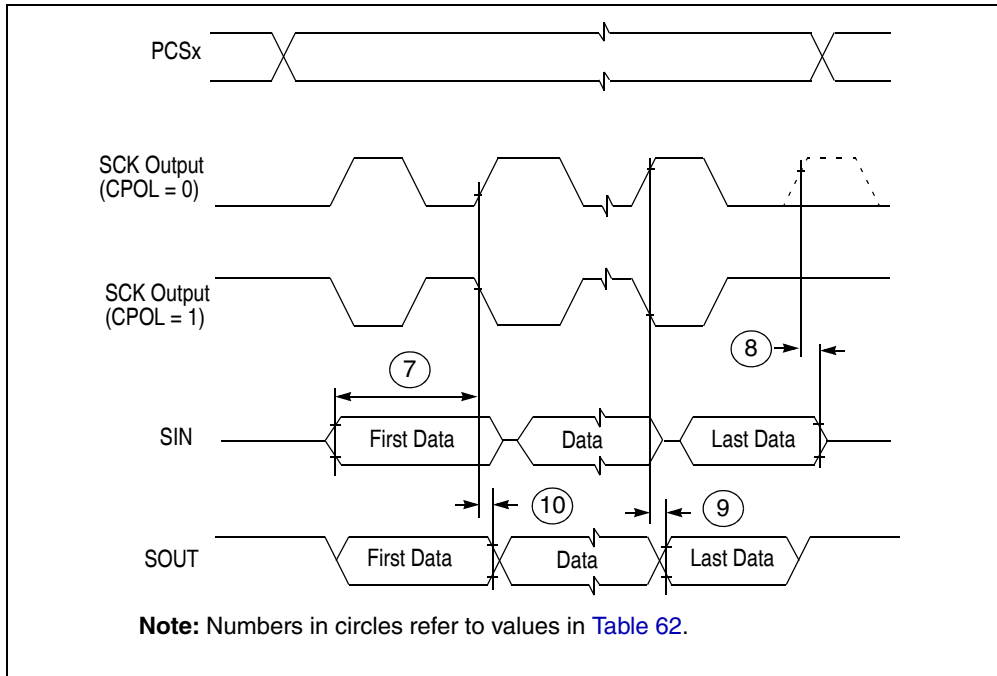 PCSx
SCK Output
(CPOL = 0)
SCK Output
(CPOL = 1)
8
7
SIN
First Data
Data
Last Data
10
9
SOUT
First Data
Data
Last Data
Note: Numbers in circles refer to values in Table 62.